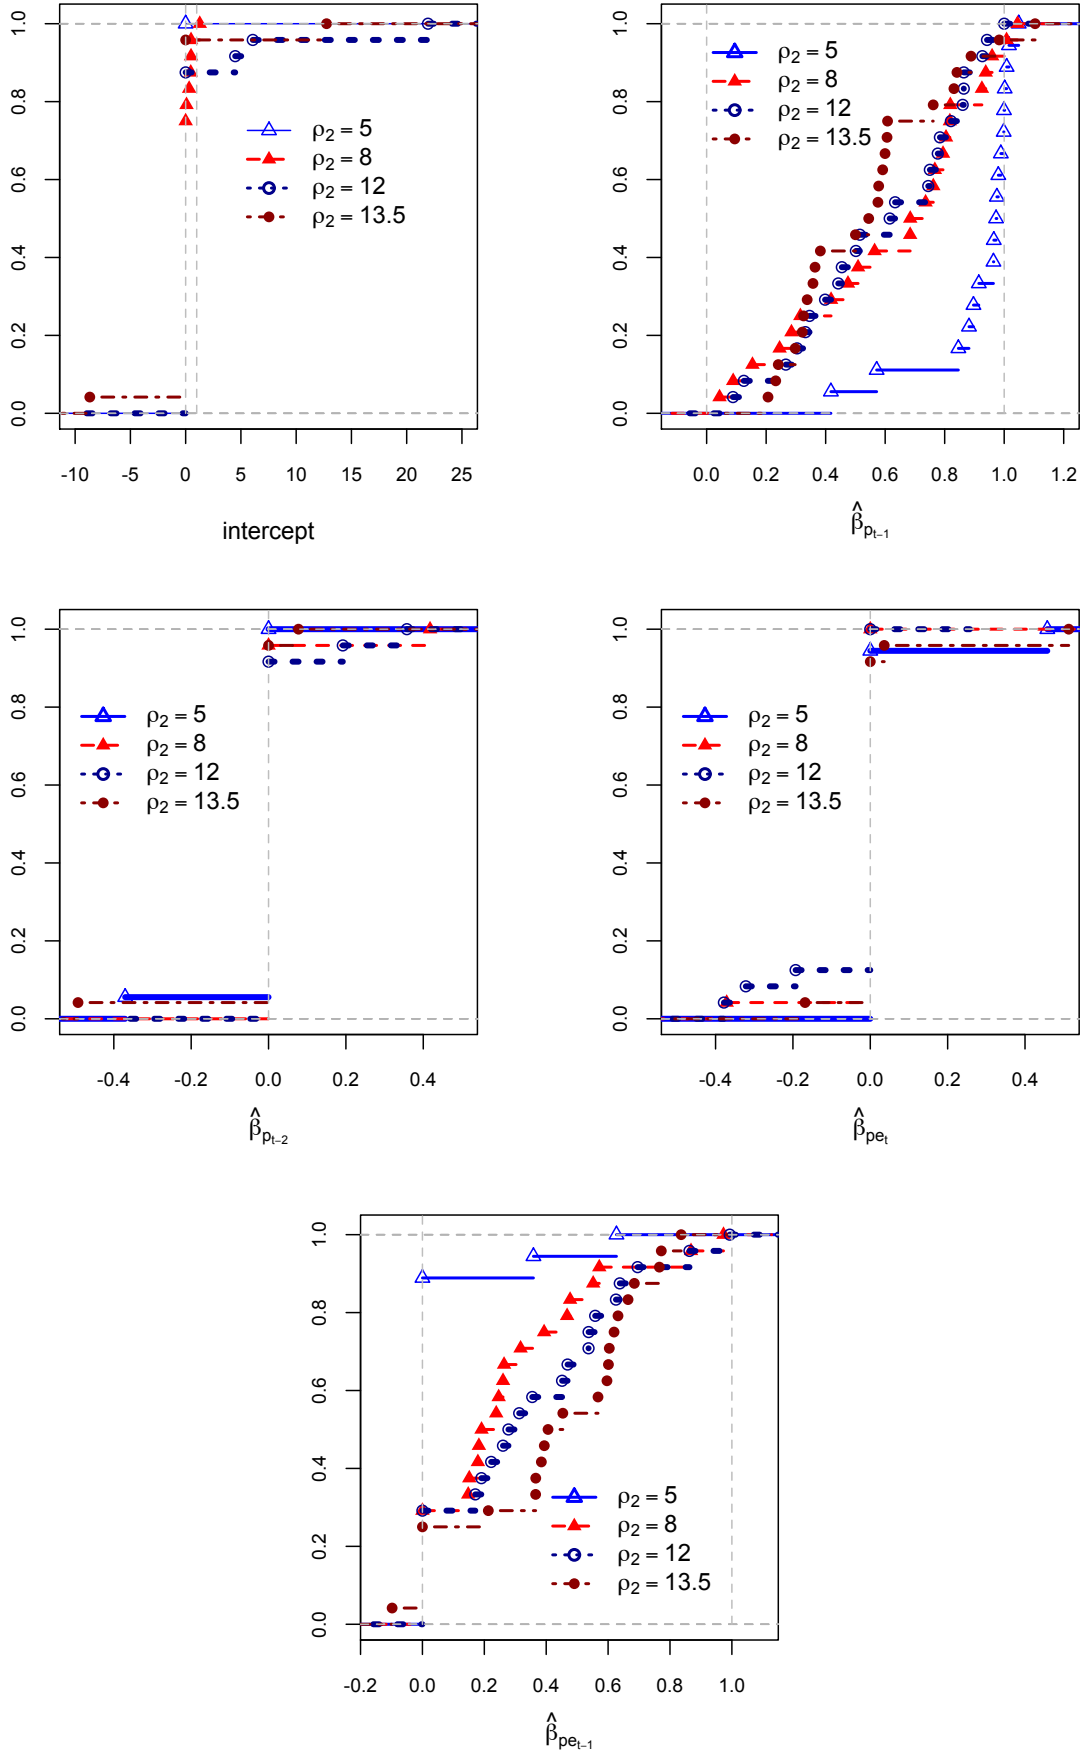 0.0 0.2 0.4 0.6 0.8 1.0
ρ₂ = 5
ρ₂ = 8
ρ₂ = 12
ρ₂ = 13.5
-10 -5 0 5 10 15 20 25
intercept
0.0 0.2 0.4 0.6 0.8 1.0
ρ₂ = 5
ρ₂ = 8
ρ₂ = 12
ρ₂ = 13.5
0.0 0.2 0.4 0.6 0.8 1.0 1.2
β̂ pt−1
0.0 0.2 0.4 0.6 0.8 1.0
ρ₂ = 5
ρ₂ = 8
ρ₂ = 12
ρ₂ = 13.5
-0.4 -0.2 0.0 0.2 0.4
β̂ pt−2
0.0 0.2 0.4 0.6 0.8 1.0
ρ₂ = 5
ρ₂ = 8
ρ₂ = 12
ρ₂ = 13.5
-0.4 -0.2 0.0 0.2 0.4
β̂ pet
0.0 0.2 0.4 0.6 0.8 1.0
ρ₂ = 5
ρ₂ = 8
ρ₂ = 12
ρ₂ = 13.5
-0.2 0.0 0.2 0.4 0.6 0.8 1.0
β̂ pet−1